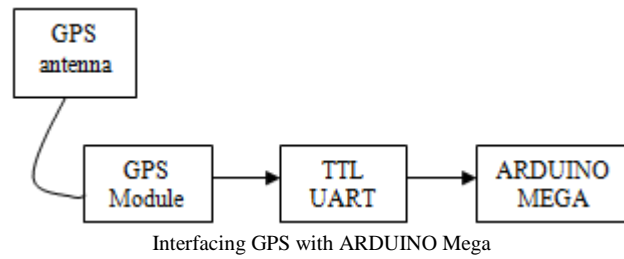 GPS
antenna
GPS
Module
TTL
UART
ARDUINO
MEGA
Interfacing GPS with ARDUINO Mega